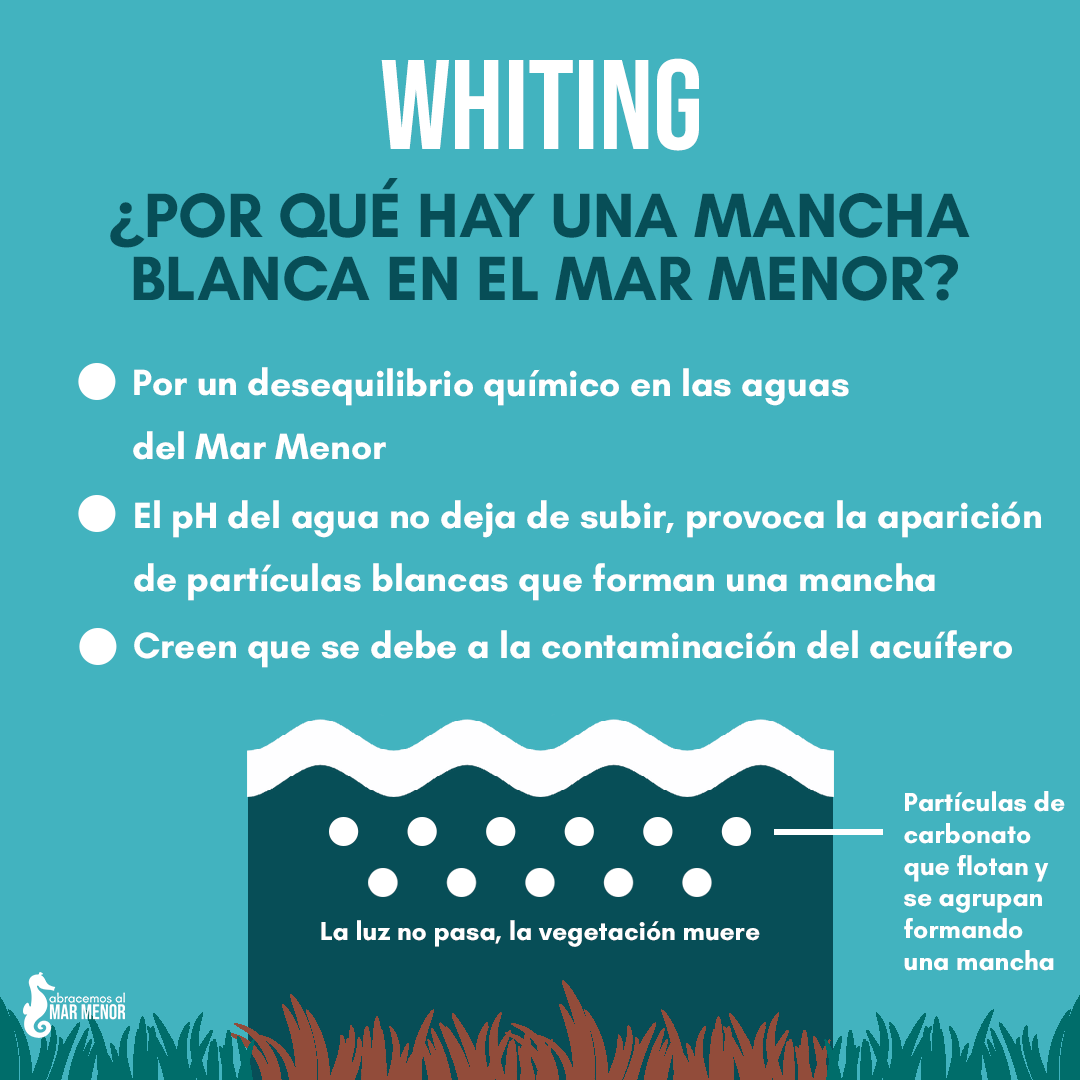 WHITING
¿POR QUÉ HAY UNA MANCHA
BLANCA EN EL MAR MENOR?
Por un desequilibrio químico en las aguas
del Mar Menor
El pH del agua no deja de subir, provoca la aparición
de partículas blancas que forman una mancha
Creen que se debe a la contaminación del acuífero
Partículas de
carbonato
que flotan y
se agrupan
formando
una mancha
La luz no pasa, la vegetación muere
abracemos al
MAR MENOR